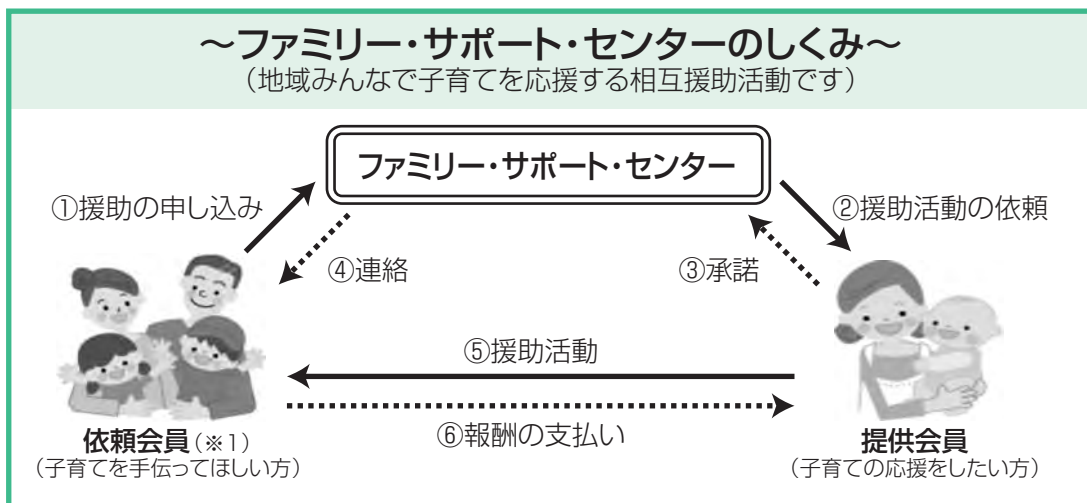 ～ファミリー・サポート・センターのしくみ～
（地域みんなで子育てを応援する相互援助活動です）
ファミリー・サポート・センター
①援助の申し込み
②援助活動の依頼
④連絡
③承諾
⑤援助活動
⑥報酬の支払い
依頼会員（※1）
（子育てを手伝ってほしい方）
提供会員
（子育ての応援をしたい方）